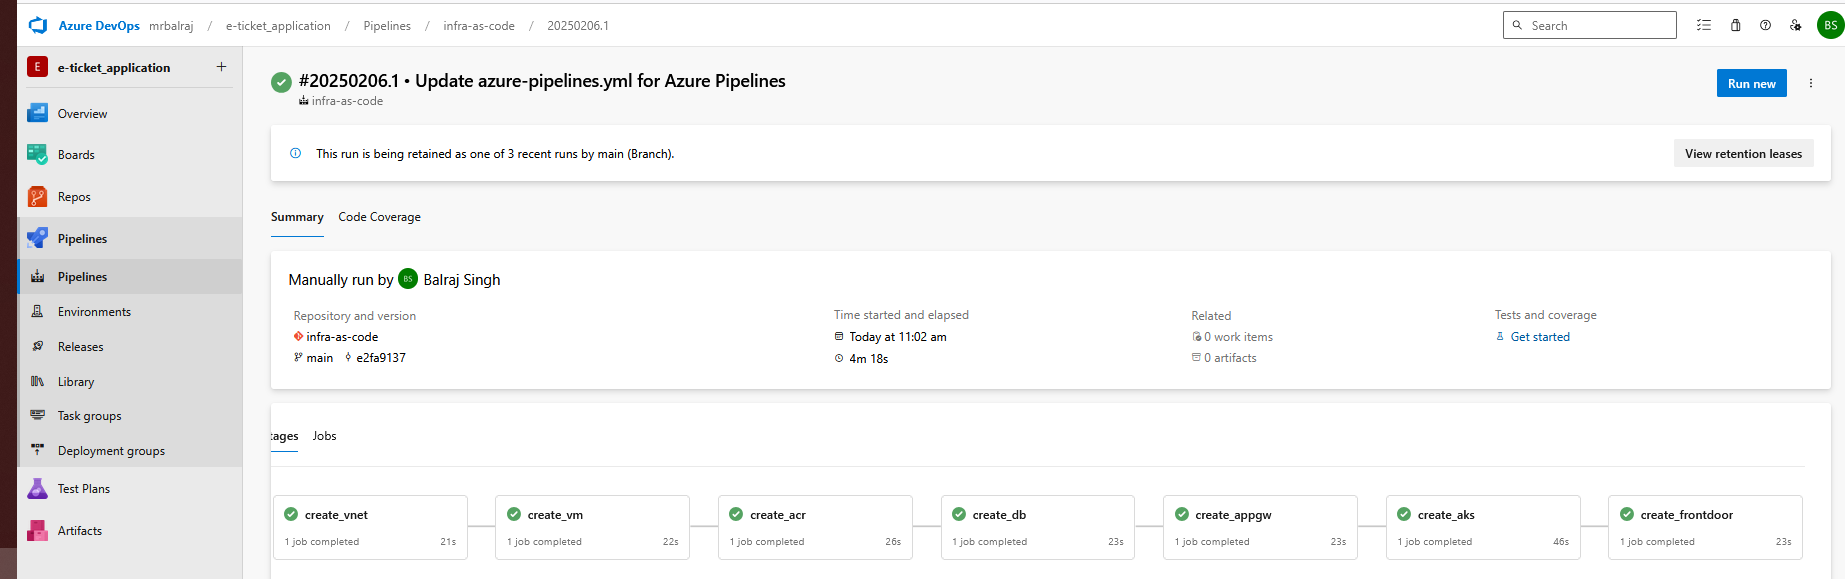 Azure DevOps mrbalraj / e-ticket_application / Pipelines / infra-as-code / 20250206.1
Search
BS
E e-ticket_application +
Overview
Boards
Repos
Pipelines
Pipelines
Environments
Releases
Library
Task groups
Deployment groups
Test Plans
Artifacts
#20250206.1 • Update azure-pipelines.yml for Azure Pipelines
infra-as-code
Run new
This run is being retained as one of 3 recent runs by main (Branch).
View retention leases
Summary Code Coverage
Manually run by BS Balraj Singh
Repository and version
infra-as-code
main e2fa9137
Time started and elapsed
Today at 11:02 am
4m 18s
Related
0 work items
0 artifacts
Tests and coverage
Get started
tages Jobs
create_vnet
1 job completed 21s
create_vm
1 job completed 22s
create_acr
1 job completed 26s
create_db
1 job completed 23s
create_appgw
1 job completed 23s
create_aks
1 job completed 46s
create_frontdoor
1 job completed 23s